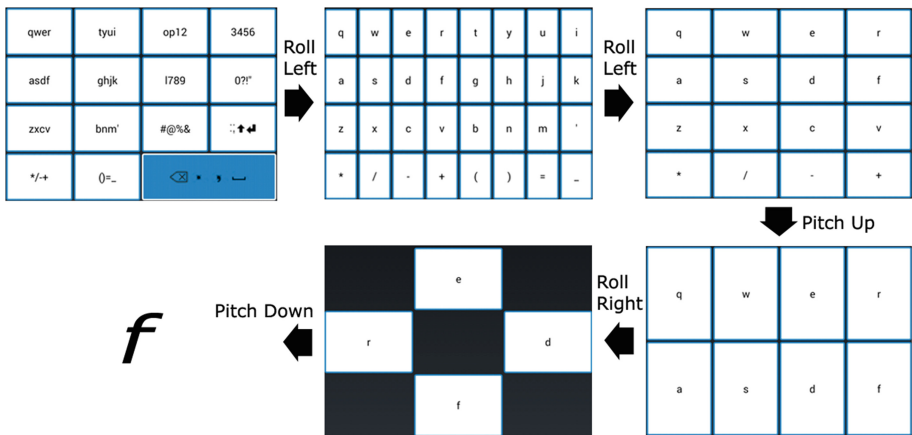 qwer tyui op12 3456
asdf ghjk l789 0?!"
zxcv bnm' #@%& :;
*/-+ ()=_ * ,
Roll
Left
q w e r t y u i
a s d f g h j k
z x c v b n m '
* / - + ( ) = _
Roll
Left
q w e r
a s d f
z x c v
* / - +
Pitch Up
q w e r
a s d f
Roll
Right
e
r d
f
Pitch Down
f